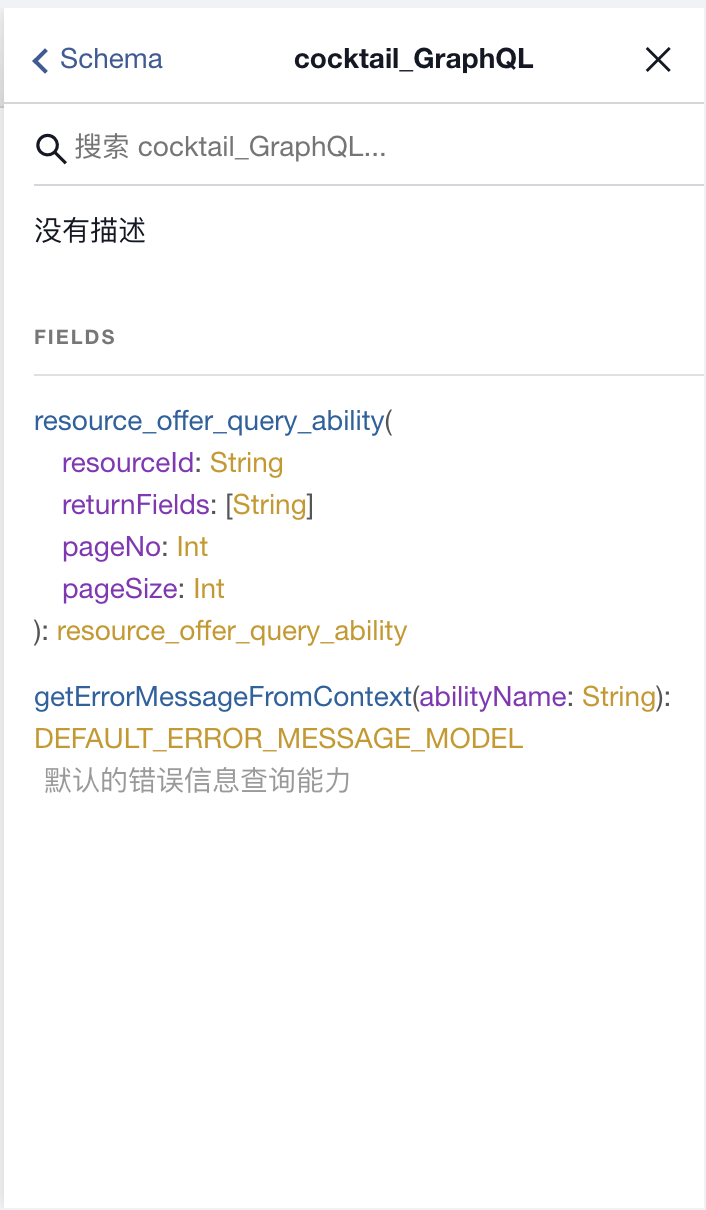 Schema
cocktail_GraphQL
搜索 cocktail_GraphQL...
没有描述
FIELDS
resource_offer_query_ability(
resourceId: String
returnFields: [String]
pageNo: Int
pageSize: Int
): resource_offer_query_ability
getErrorMessageFromContext(abilityName: String):
DEFAULT_ERROR_MESSAGE_MODEL
默认的错误信息查询能力